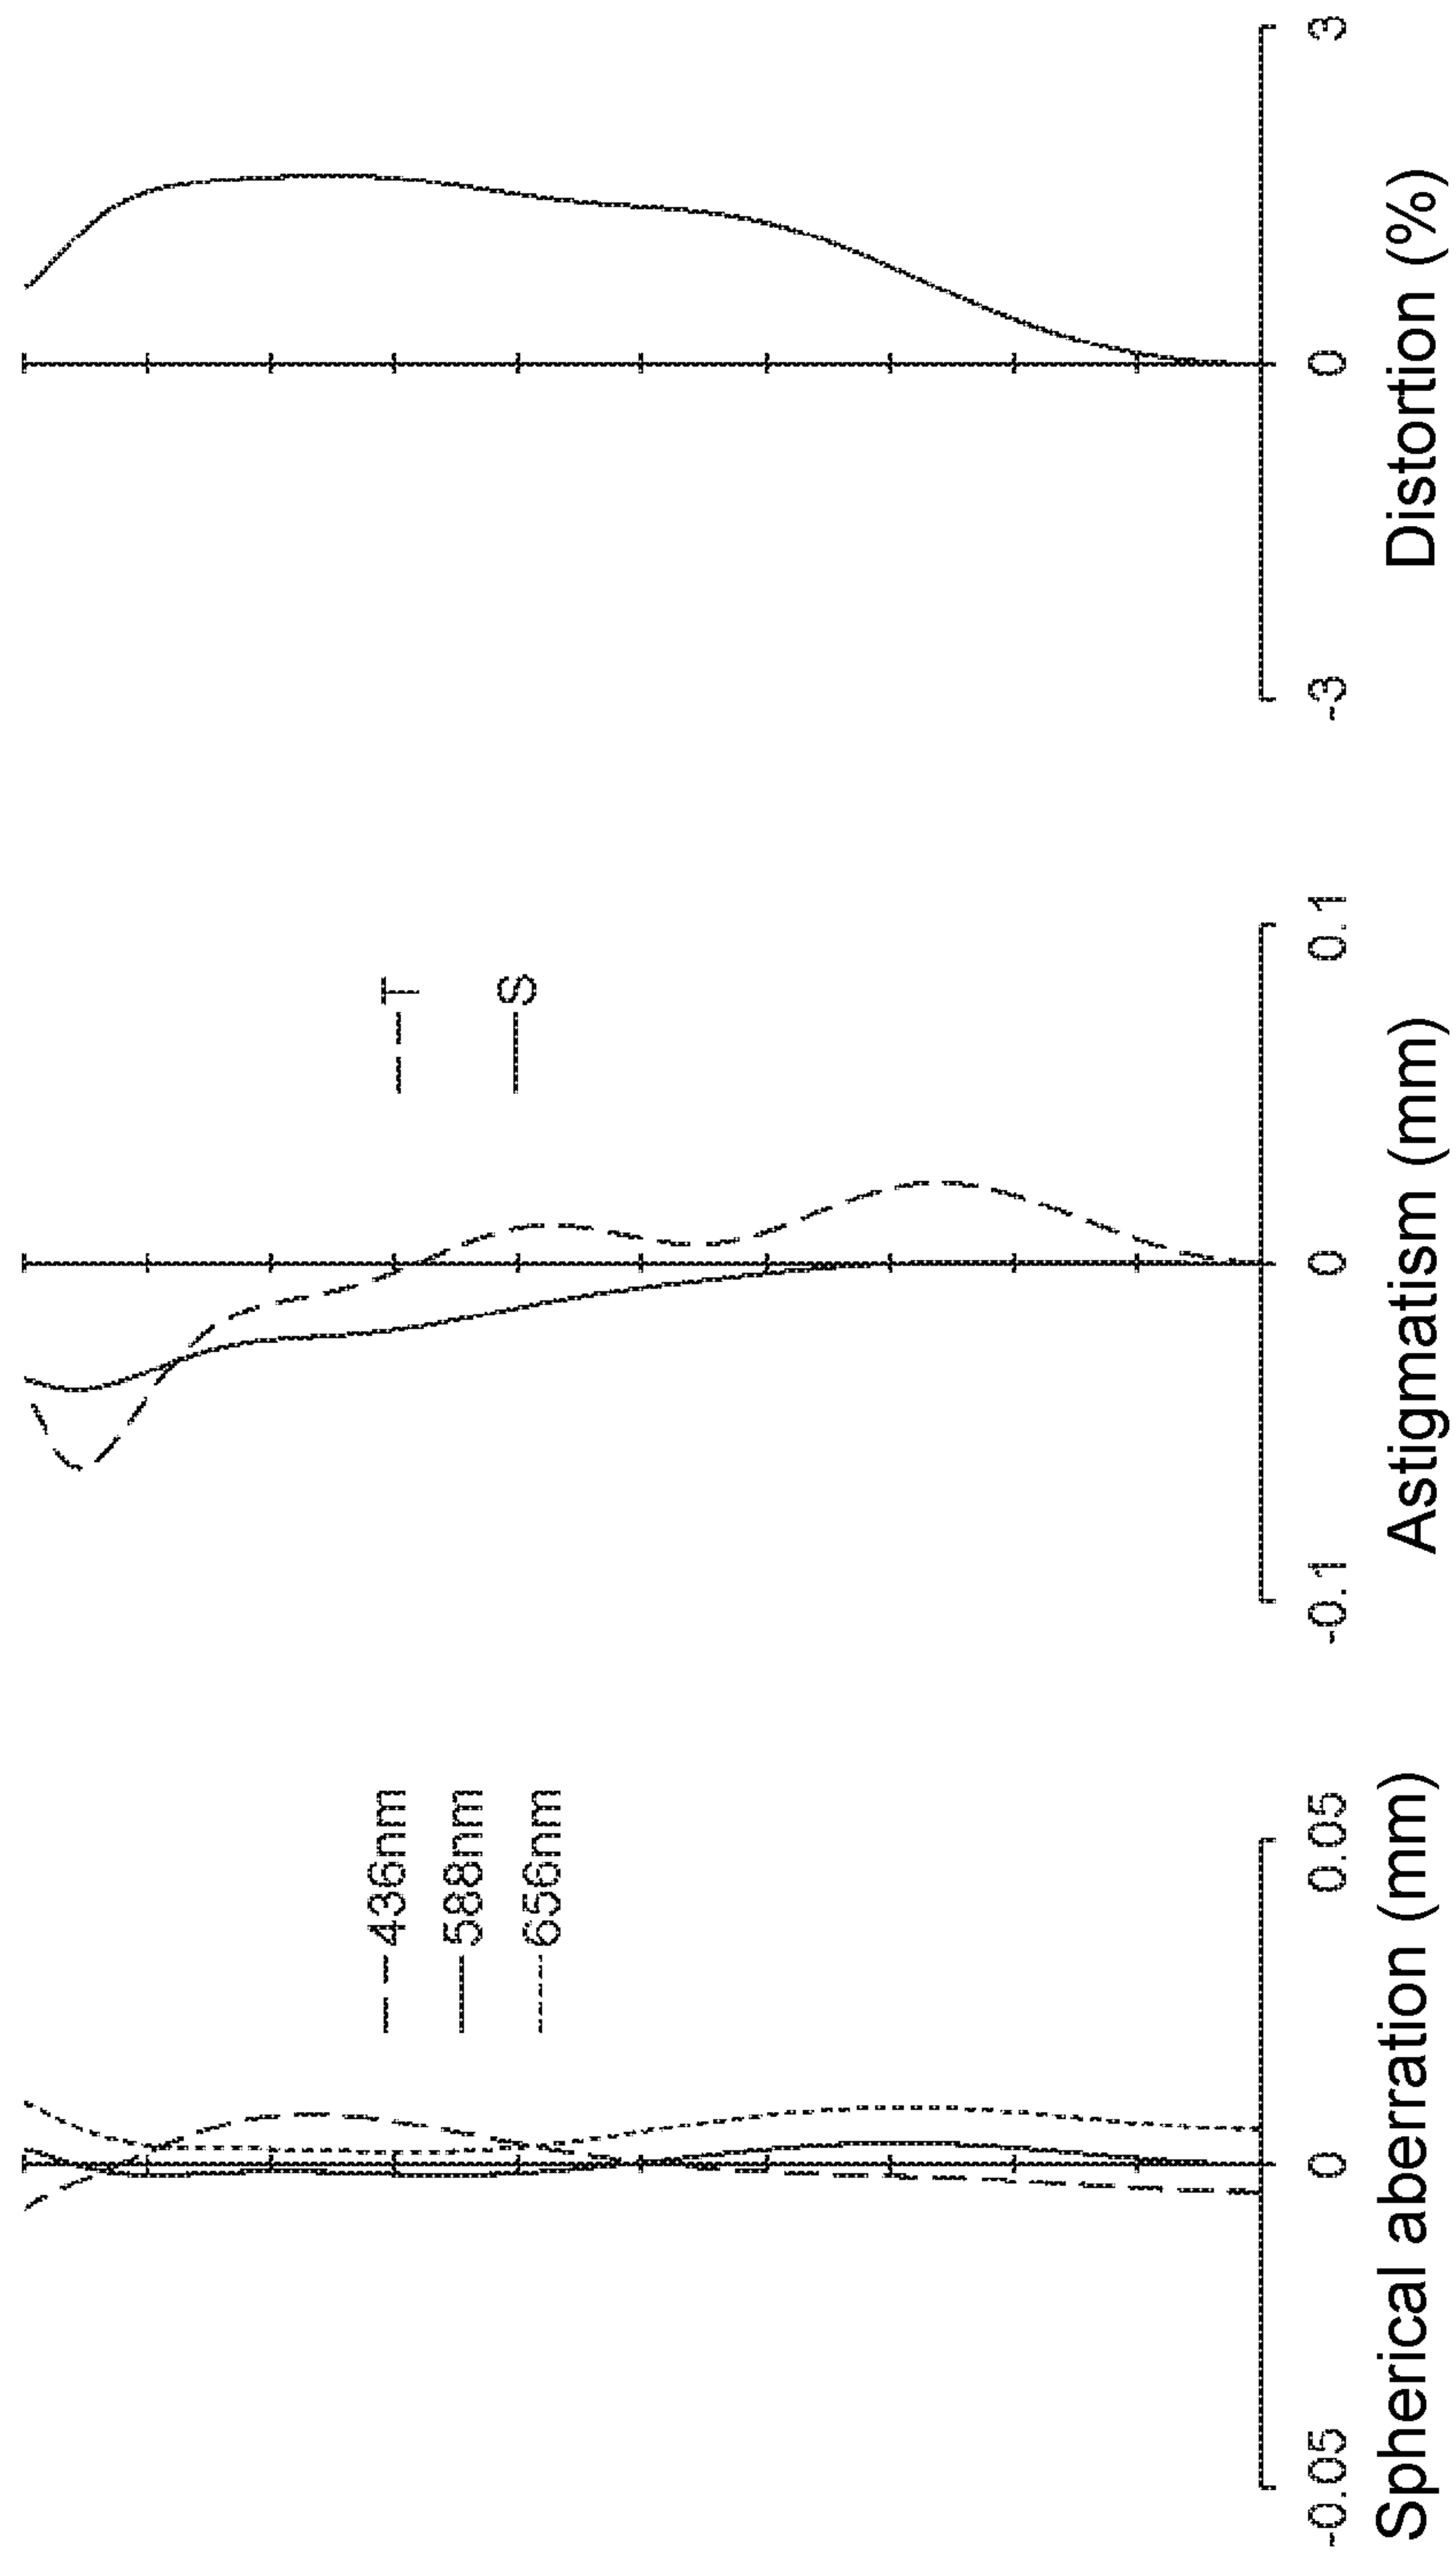 436nm
588nm
656nm
-0.05 0 0.05
Spherical aberration (mm)
T
S
-0.1 0 0.1
Astigmatism (mm)
-3 0 3
Distortion (%)